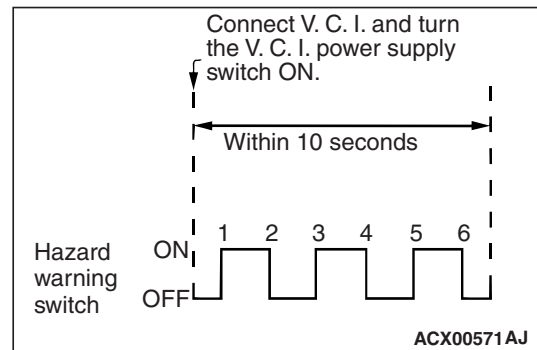 Connect V. C. I. and turn
the V. C. I. power supply
switch ON.
Within 10 seconds
1 2 3 4 5 6
Hazard
warning
switch
ON
OFF
ACX00571AJ